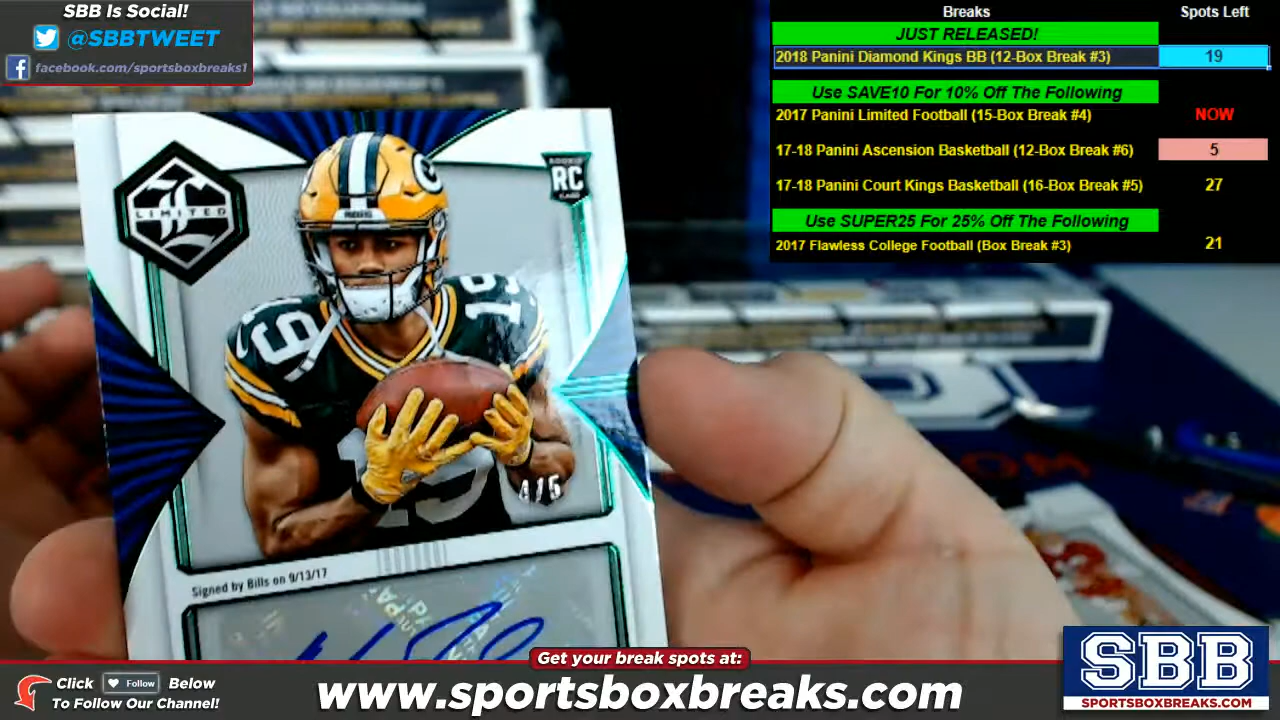 SBB Is Social!
@SBBTWEET
facebook.com/sportsboxbreaks1
Breaks Spots Left
JUST RELEASED!
2018 Panini Diamond Kings BB (12-Box Break #3) 19
Use SAVE10 For 10% Off The Following
2017 Panini Limited Football (15-Box Break #4) NOW
17-18 Panini Ascension Basketball (12-Box Break #6) 5
17-18 Panini Court Kings Basketball (16-Box Break #5) 27
Use SUPER25 For 25% Off The Following
2017 Flawless College Football (Box Break #3) 21
LIMITED
ROOKIE
RC
CARD
G
PACKERS
19 19
19
4/5
Signed by Bills on 9/13/17
Get your break spots at:
Click Follow Below
To Follow Our Channel!
www.sportsboxbreaks.com
SBB
SPORTSBOXBREAKS.COM